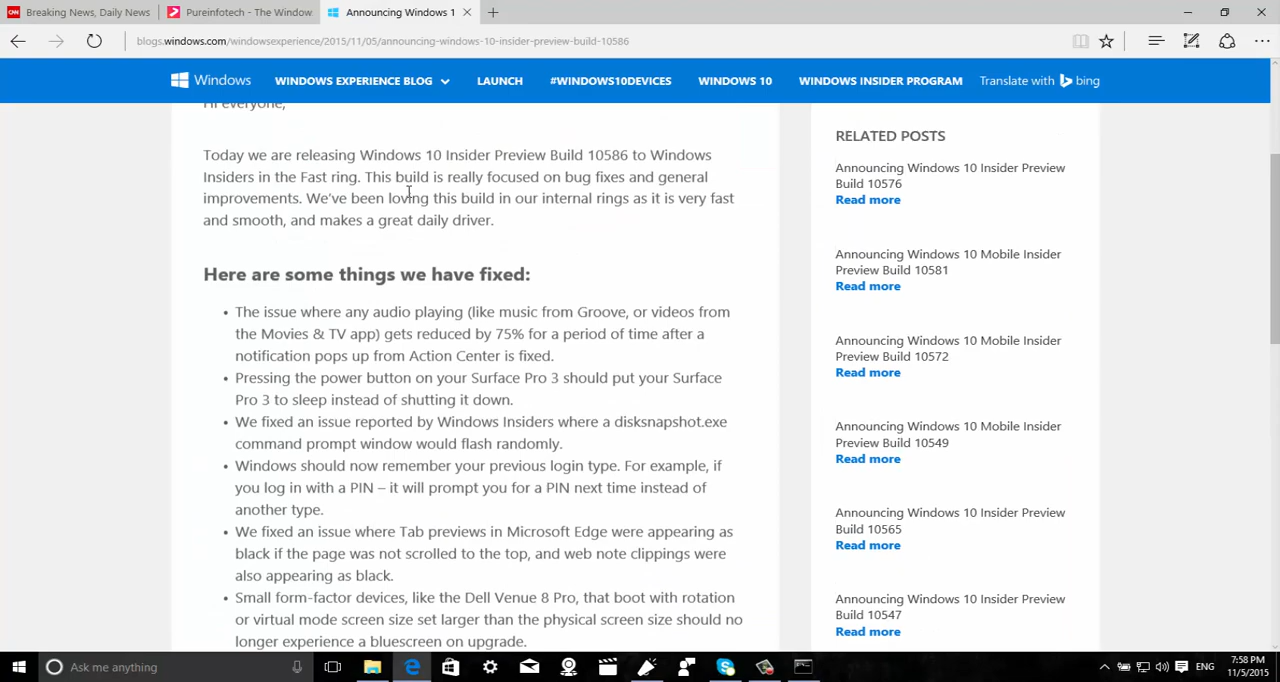 Breaking News, Daily News
Pureinfotech - The Window
Announcing Windows 1
blogs.windows.com/windowsexperience/2015/11/05/announcing-windows-10-insider-preview-build-10586
Windows
WINDOWS EXPERIENCE BLOG
LAUNCH
#WINDOWS10DEVICES
WINDOWS 10
WINDOWS INSIDER PROGRAM
Translate with bing
Hi everyone,
Today we are releasing Windows 10 Insider Preview Build 10586 to Windows
Insiders in the Fast ring. This build is really focused on bug fixes and general
improvements. We've been loving this build in our internal rings as it is very fast
and smooth, and makes a great daily driver.
Here are some things we have fixed:
• The issue where any audio playing (like music from Groove, or videos from
the Movies & TV app) gets reduced by 75% for a period of time after a
notification pops up from Action Center is fixed.
• Pressing the power button on your Surface Pro 3 should put your Surface
Pro 3 to sleep instead of shutting it down.
• We fixed an issue reported by Windows Insiders where a disksnapshot.exe
command prompt window would flash randomly.
• Windows should now remember your previous login type. For example, if
you log in with a PIN – it will prompt you for a PIN next time instead of
another type.
• We fixed an issue where Tab previews in Microsoft Edge were appearing as
black if the page was not scrolled to the top, and web note clippings were
also appearing as black.
• Small form-factor devices, like the Dell Venue 8 Pro, that boot with rotation
or virtual mode screen size set larger than the physical screen size should no
longer experience a bluescreen on upgrade.
RELATED POSTS
Announcing Windows 10 Insider Preview
Build 10576
Read more
Announcing Windows 10 Mobile Insider
Preview Build 10581
Read more
Announcing Windows 10 Mobile Insider
Preview Build 10572
Read more
Announcing Windows 10 Mobile Insider
Preview Build 10549
Read more
Announcing Windows 10 Insider Preview
Build 10565
Read more
Announcing Windows 10 Insider Preview
Build 10547
Read more
Ask me anything
ENG
7:58 PM
11/5/2015